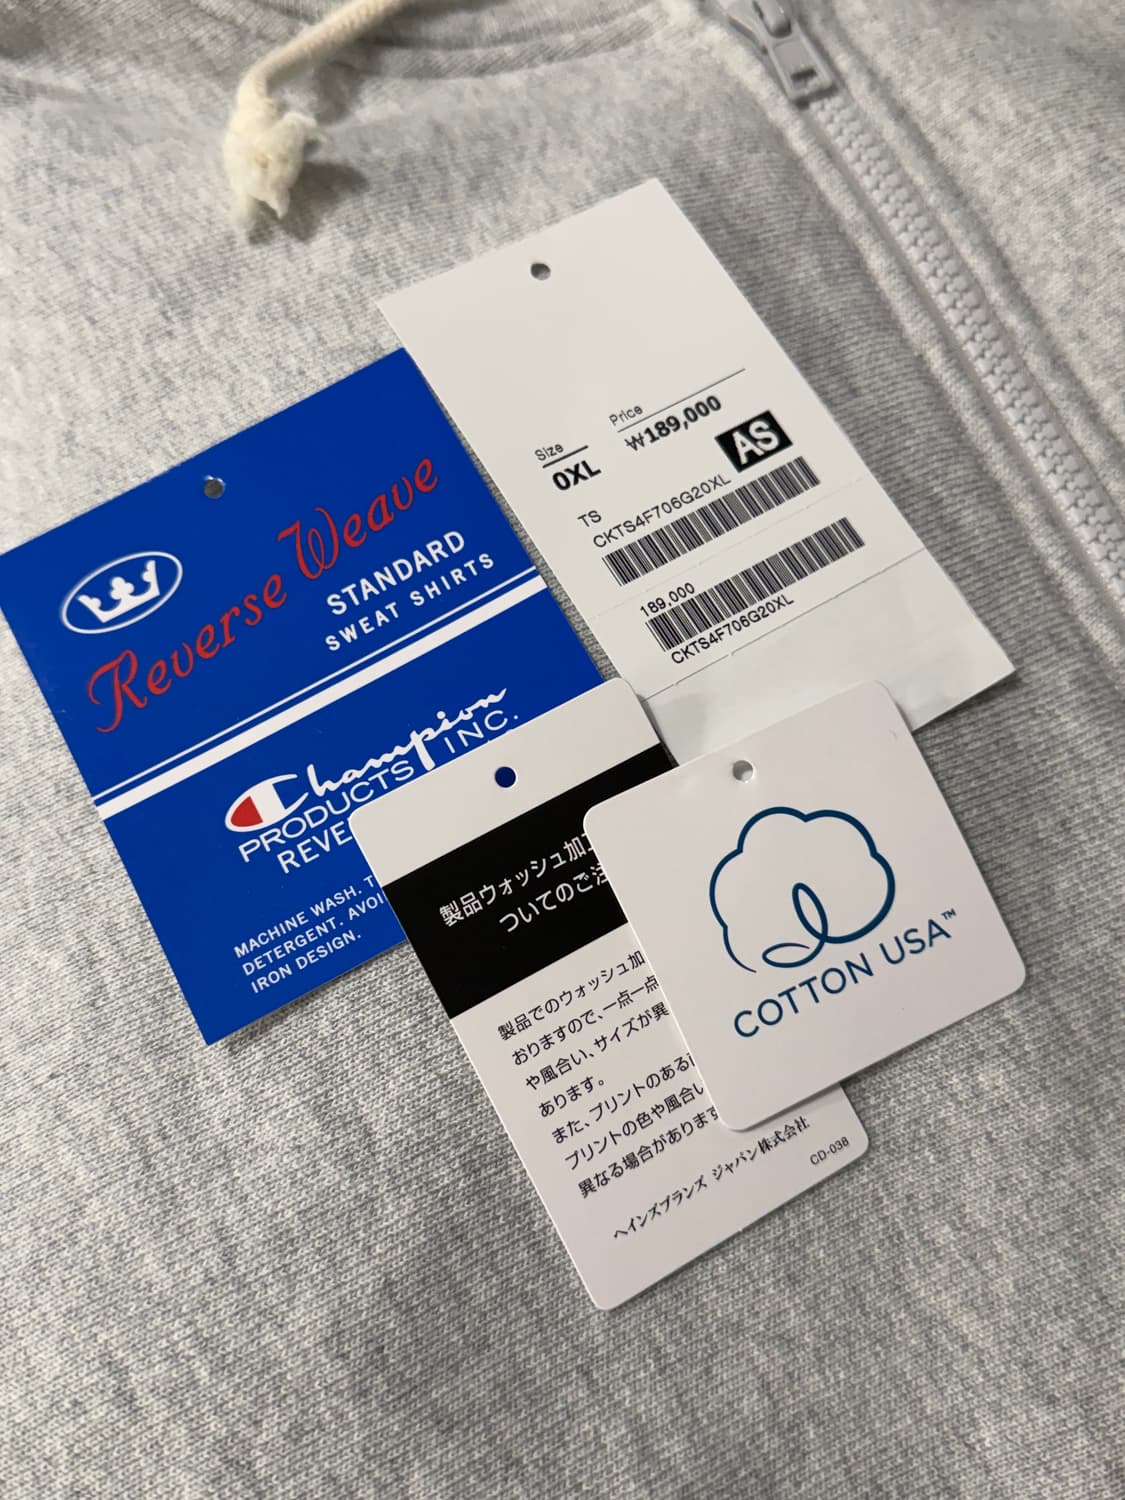 Size
0XL
Price
₩189,000
AS
TS
CKTS4F706G20XL
189,000
CKTS4F706G20XL
Reverse Weave
STANDARD
SWEAT SHIRTS
Champion
PRODUCTS INC.
MACHINE WASH.
DETERGENT.
IRON DESIGN.
製品ウォッシュ加工
ついてのご
製品でのウォッシュ加
おりますので、一点一点
や風合い、サイズが異
あります。
また、プリントのある
プリントの色や風合い
異なる場合があります
ヘインズブランズ ジャパン株式会社
CD-038
COTTON USA™